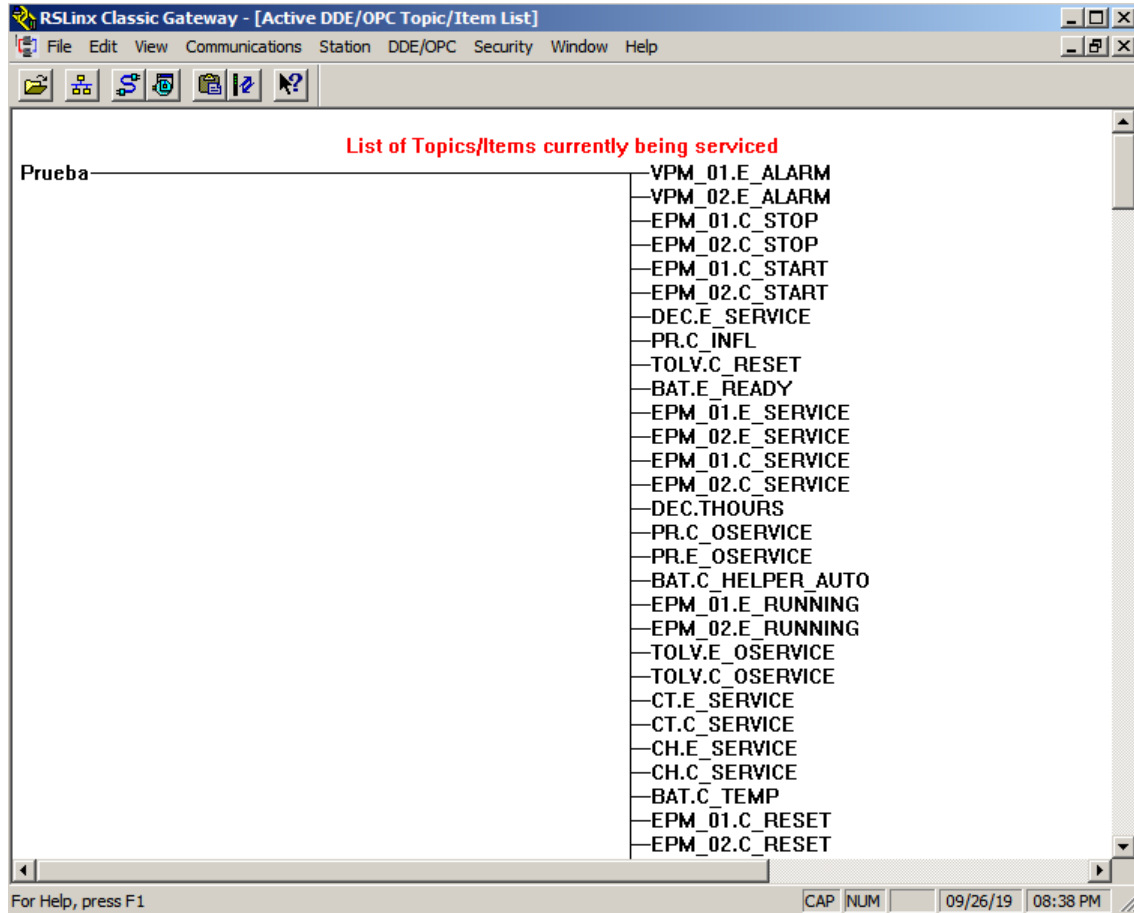 RSLinx Classic Gateway - [Active DDE/OPC Topic/Item List]
File Edit View Communications Station DDE/OPC Security Window Help
List of Topics/Items currently being serviced
Prueba VPM_01.E_ALARM
VPM_02.E_ALARM
EPM_01.C_STOP
EPM_02.C_STOP
EPM_01.C_START
EPM_02.C_START
DEC.E_SERVICE
PR.C_INFL
TOLV.C_RESET
BAT.E_READY
EPM_01.E_SERVICE
EPM_02.E_SERVICE
EPM_01.C_SERVICE
EPM_02.C_SERVICE
DEC.THOURS
PR.C_OSERVICE
PR.E_OSERVICE
BAT.C_HELPER_AUTO
EPM_01.E_RUNNING
EPM_02.E_RUNNING
TOLV.E_OSERVICE
TOLV.C_OSERVICE
CT.E_SERVICE
CT.C_SERVICE
CH.E_SERVICE
CH.C_SERVICE
BAT.C_TEMP
EPM_01.C_RESET
EPM_02.C_RESET
For Help, press F1 CAP NUM 09/26/19 08:38 PM